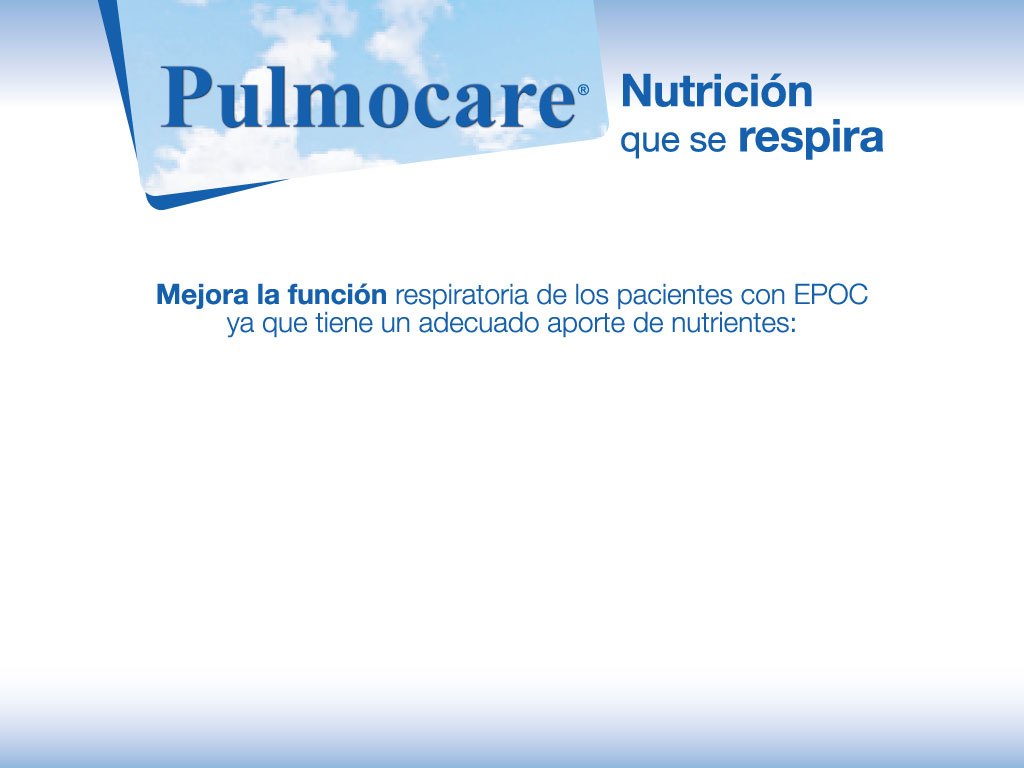 Pulmocare®
Nutrición
que se respira
Mejora la función respiratoria de los pacientes con EPOC
ya que tiene un adecuado aporte de nutrientes: